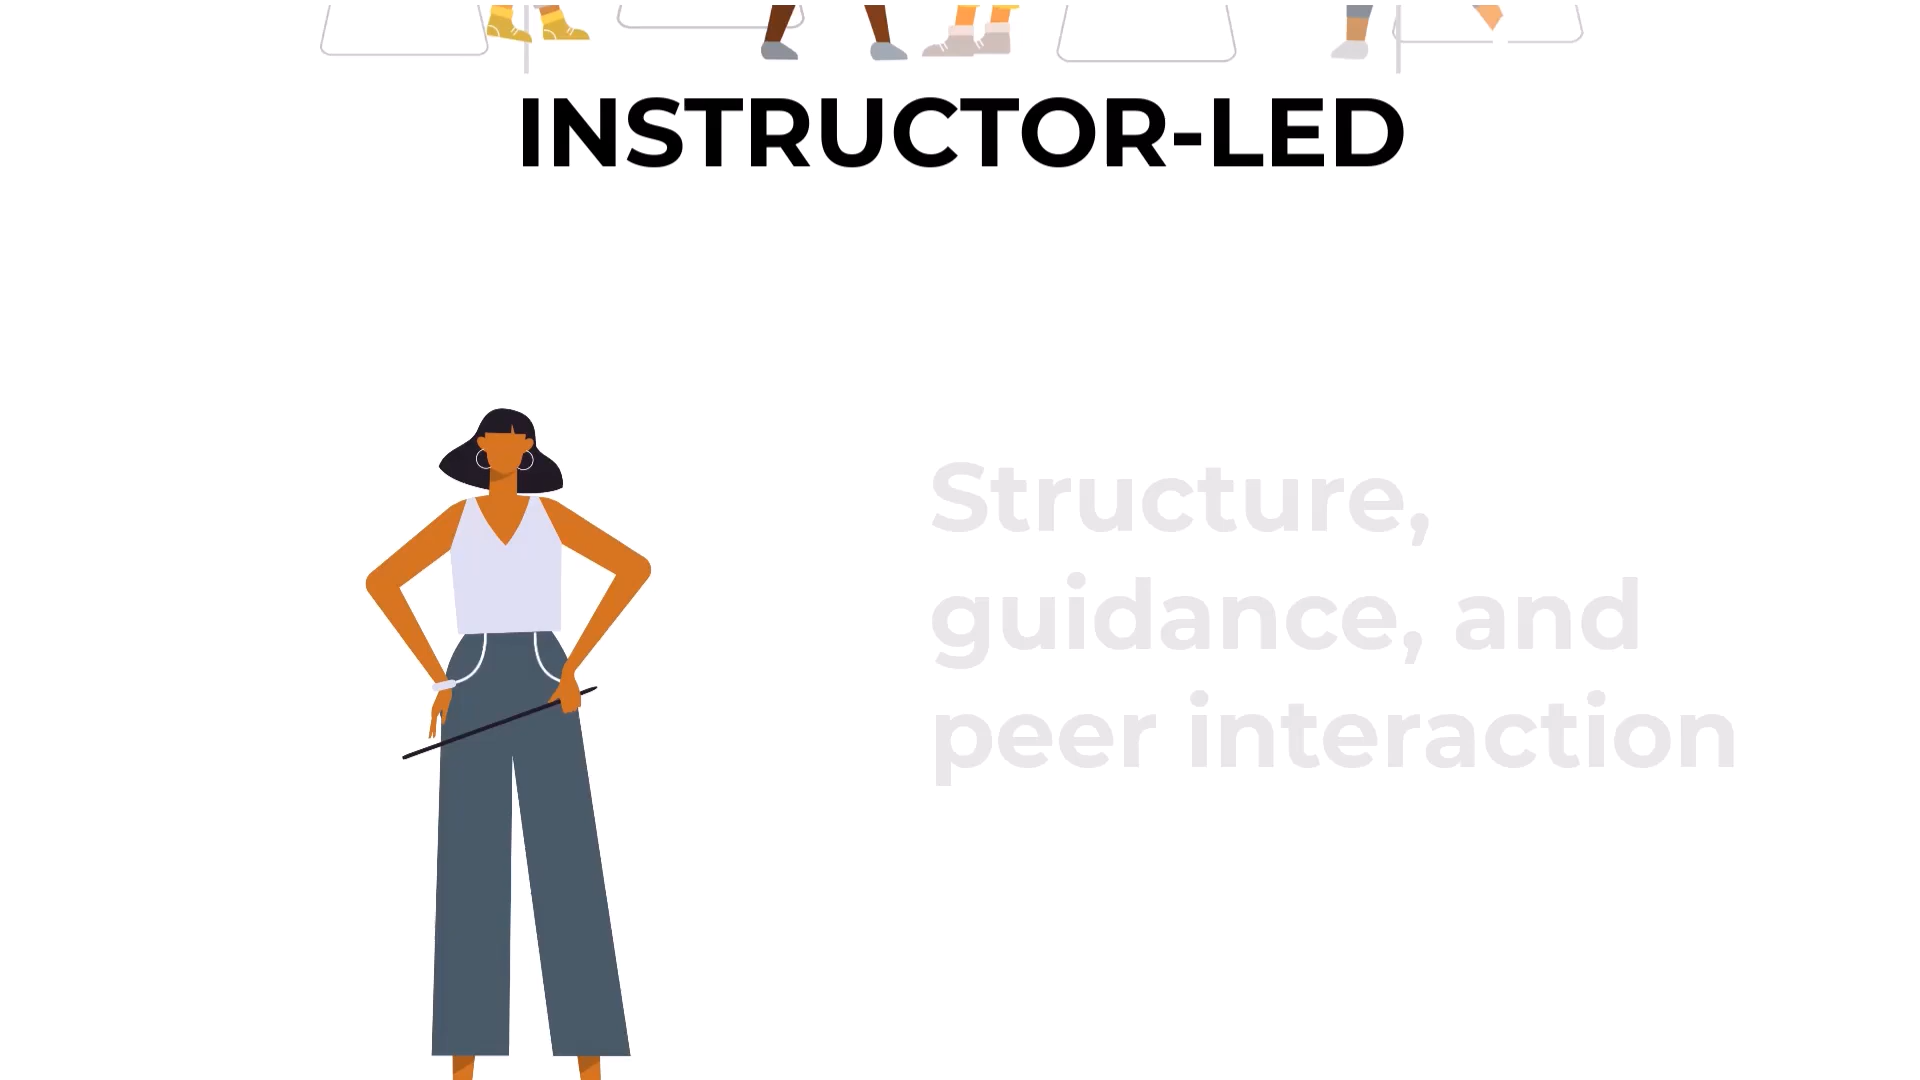 INSTRUCTOR-LED
Structure,
guidance, and
peer interaction